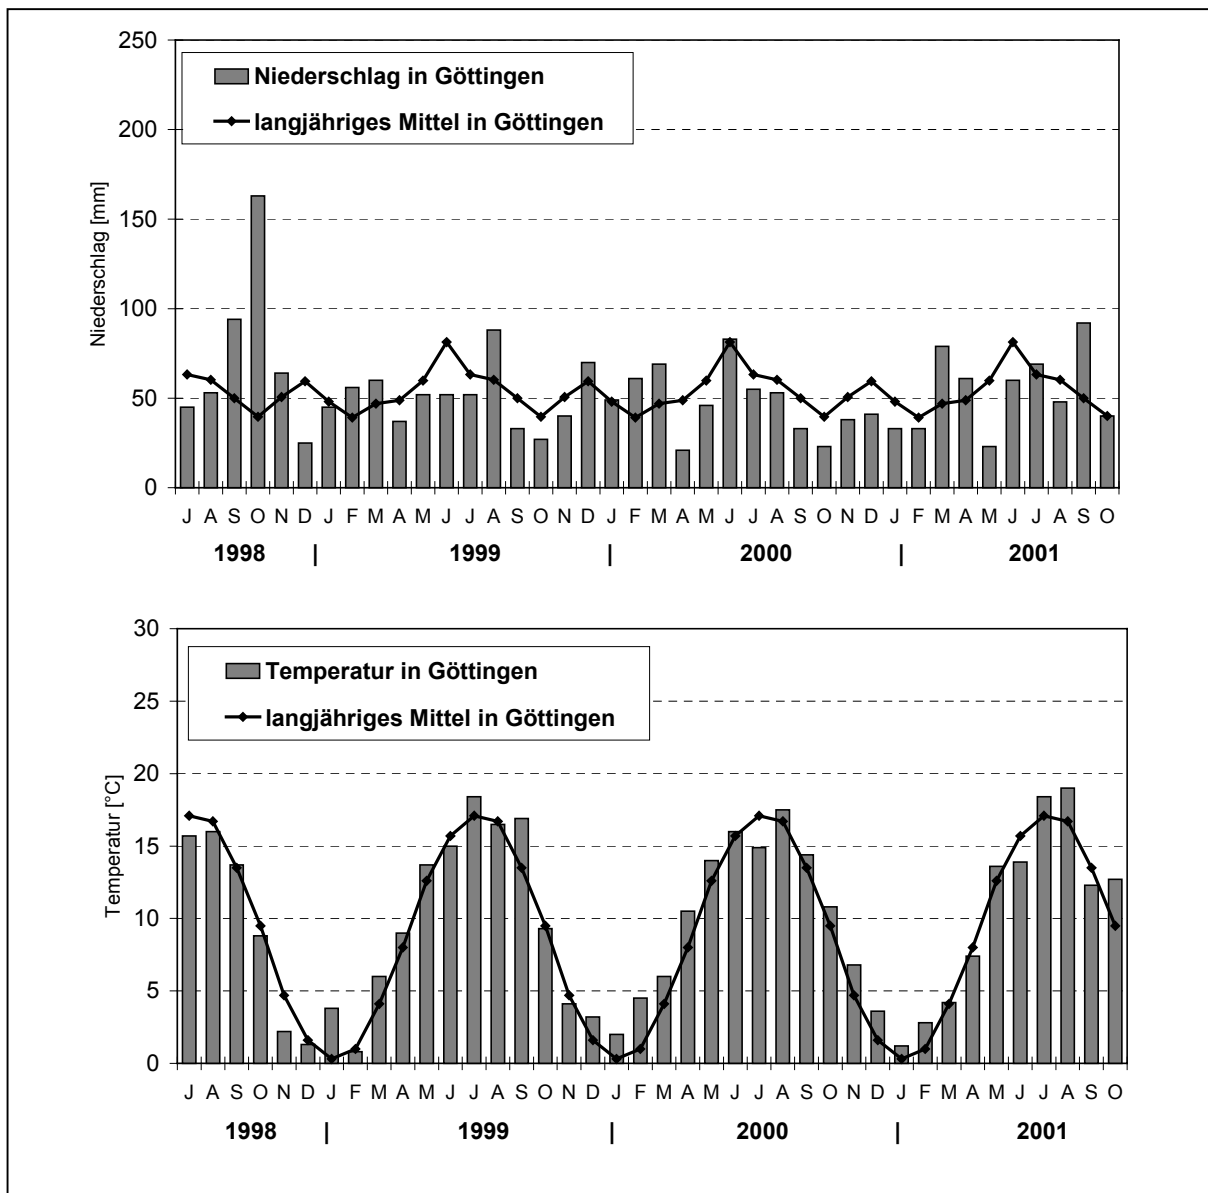 250
200
150
100
50
0
Niederschlag [mm]
Niederschlag in Göttingen
langjähriges Mittel in Göttingen
J A S O N D J F M A M J J A S O N D J F M A M J J A S O N D J F M A M J J A S O
1998 | 1999 | 2000 | 2001
30
25
20
15
10
5
0
Temperatur [°C]
Temperatur in Göttingen
langjähriges Mittel in Göttingen
J A S O N D J F M A M J J A S O N D J F M A M J J A S O N D J F M A M J J A S O
1998 | 1999 | 2000 | 2001